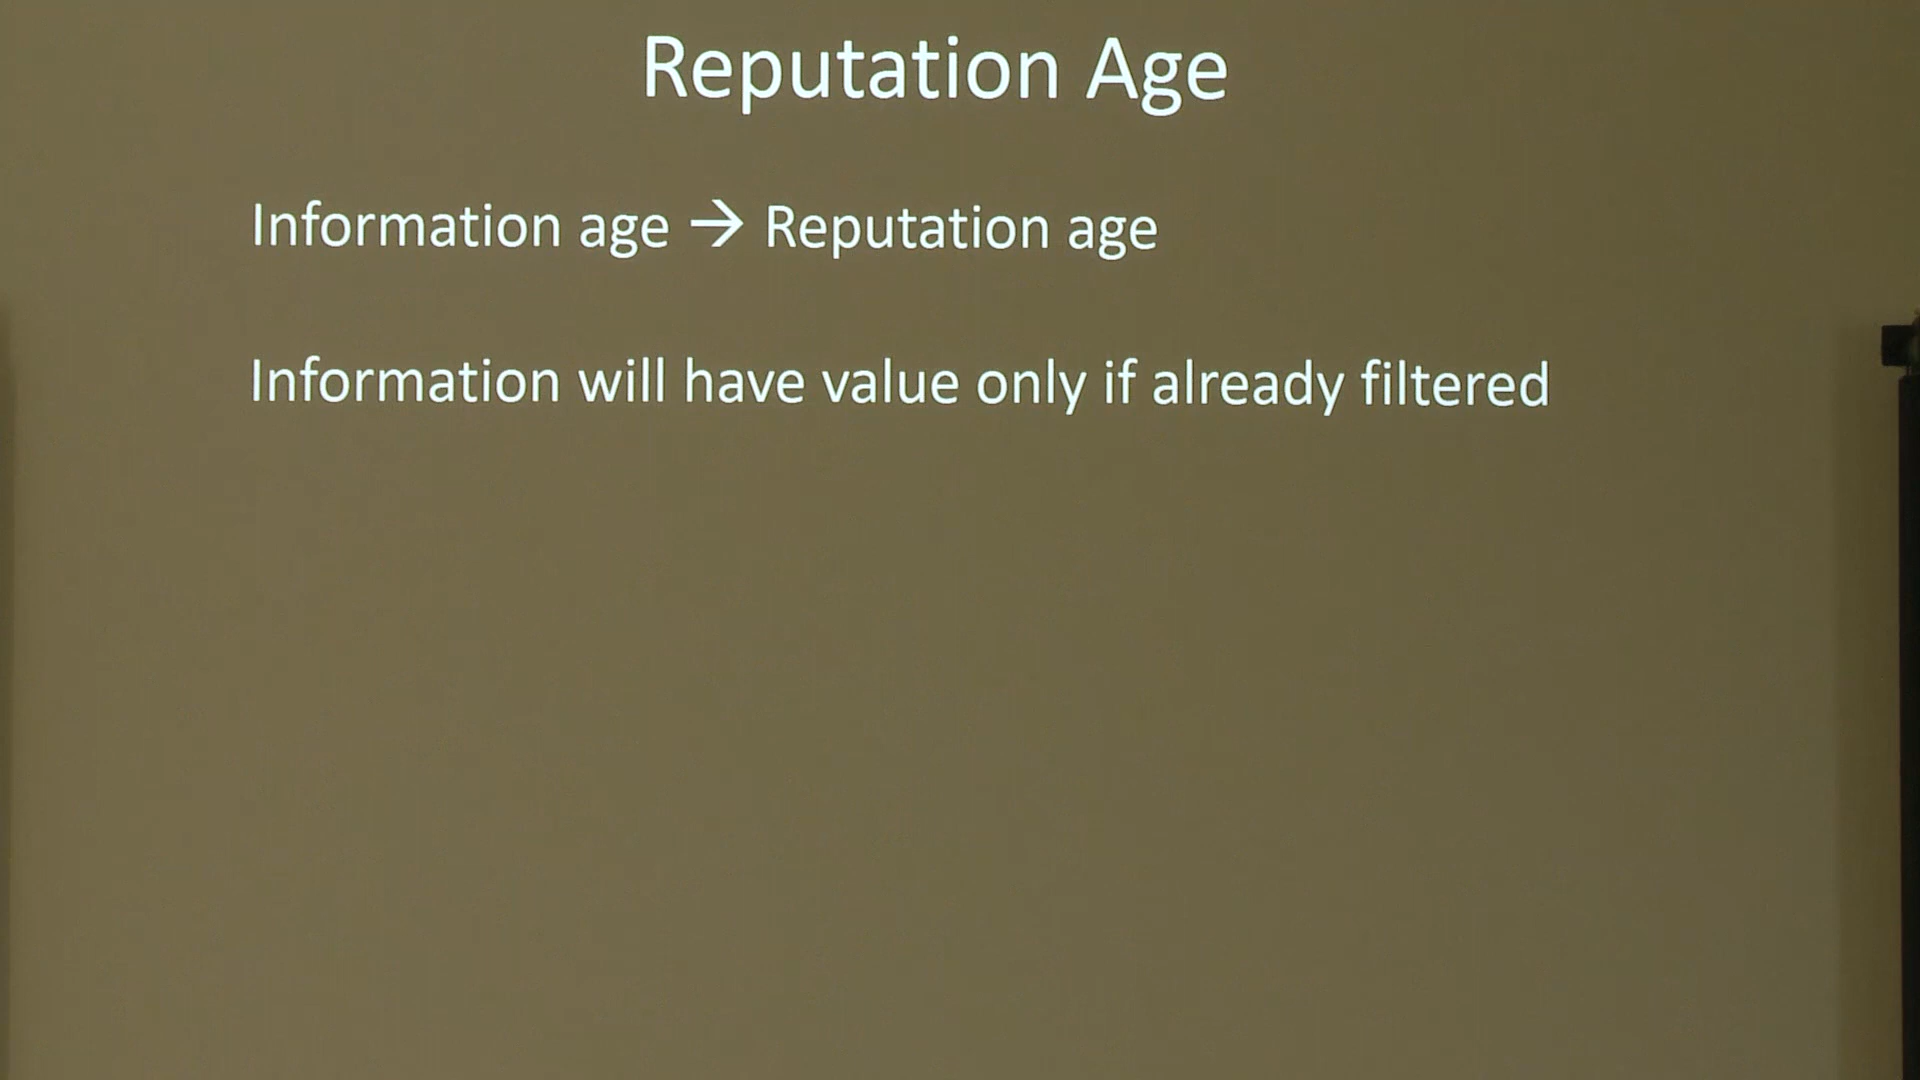 Reputation Age
Information age → Reputation age
Information will have value only if already filtered